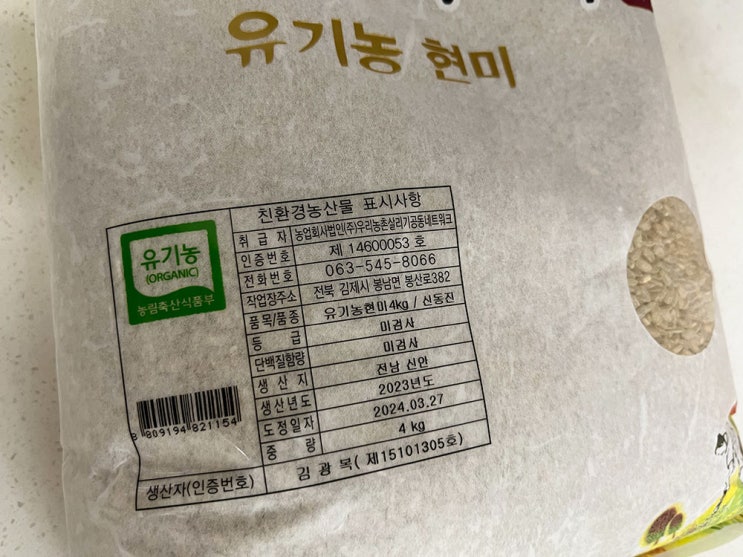 유기농 현미
친환경농산물 표시사항
유기농
(ORGANIC)
농림축산식품부
취 급 자 농업회사법인(주)우리농촌살리기공동네트워크
인증번호 제 14600053 호
전화번호 063-545-8066
작업장주소 전북 김제시 봉남면 봉산로382
품목/품종 유기농현미4kg / 신동진
등 급 미검사
단백질함량 미검사
생 산 지 전남 신안
생산년도 2023년도
도정일자 2024.03.27
중 량 4 kg
8 809194 821154
생산자(인증번호) 김 광 복( 제15101305호)